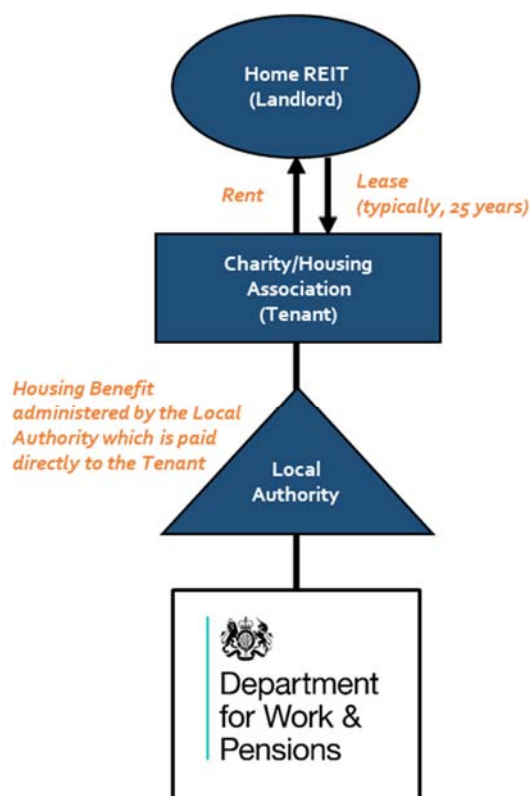 Home REIT
(Landlord)
Rent
Lease
(typically, 25 years)
Charity/Housing
Association
(Tenant)
Housing Benefit
administered by the Local
Authority which is paid
directly to the Tenant
Local
Authority
Department
for Work &
Pensions